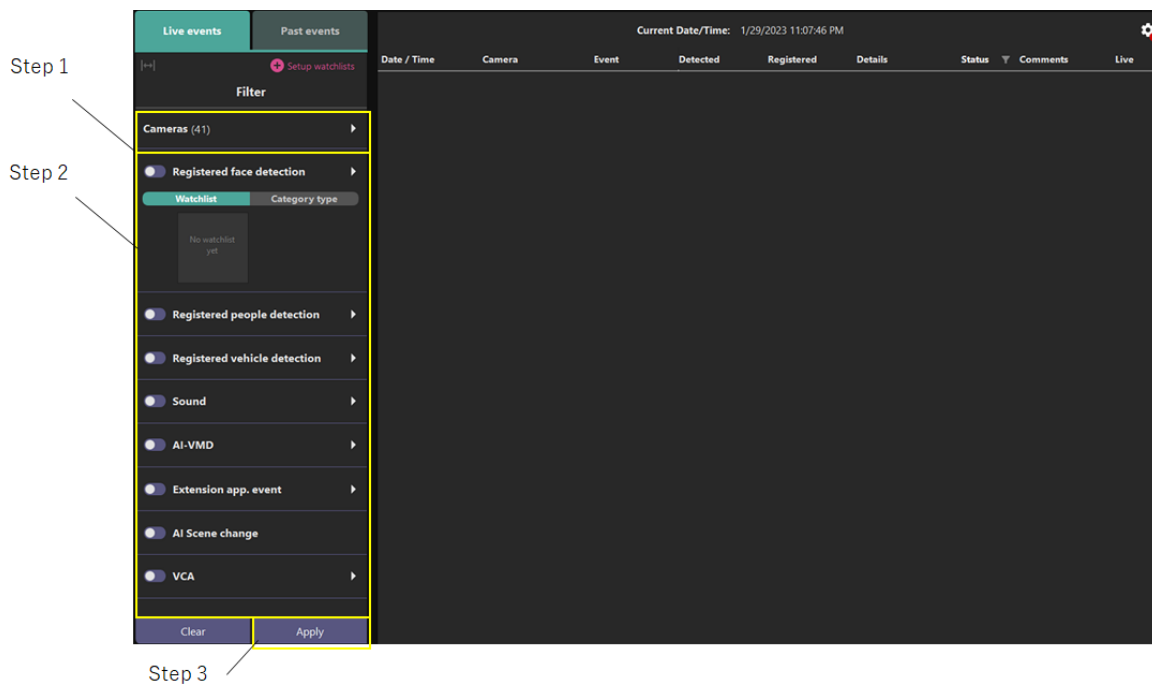 Live events
Past events
Current Date/Time: 1/29/2023 11:07:46 PM
Step 1
Setup watchlists
Date / Time Camera Event Detected Registered Details Status Comments Live
Filter
Cameras (41)
Step 2
Registered face detection
Watchlist
Category type
No watchlist
yet
Registered people detection
Registered vehicle detection
Sound
AI-VMD
Extension app. event
AI Scene change
VCA
Clear
Apply
Step 3